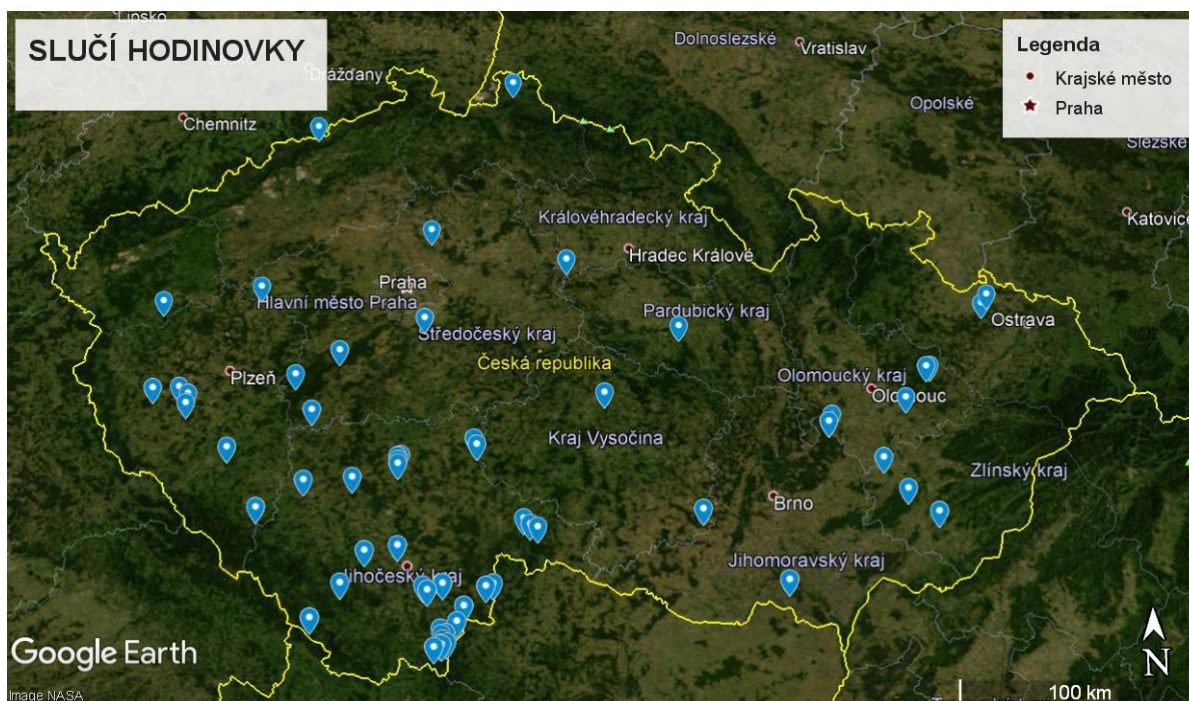 Lipsko
SLUČÍ HODINOVKY
Drážďany
Chemnitz
Dolnoslezské
Vratislav
Opolské
Legenda
Krajské město
Praha
Slezské
Katovice
Královéhradecký kraj
Hradec Králové
Praha
Hlavní město Praha
Středočeský kraj
Pardubický kraj
Ostrava
Česká republika
Plzeň
Olomoucký kraj
Olomouc
Kraj Vysočina
Zlínský kraj
Brno
Jihomoravský kraj
Jihočeský kraj
Google Earth
N
100 km
Image NASA